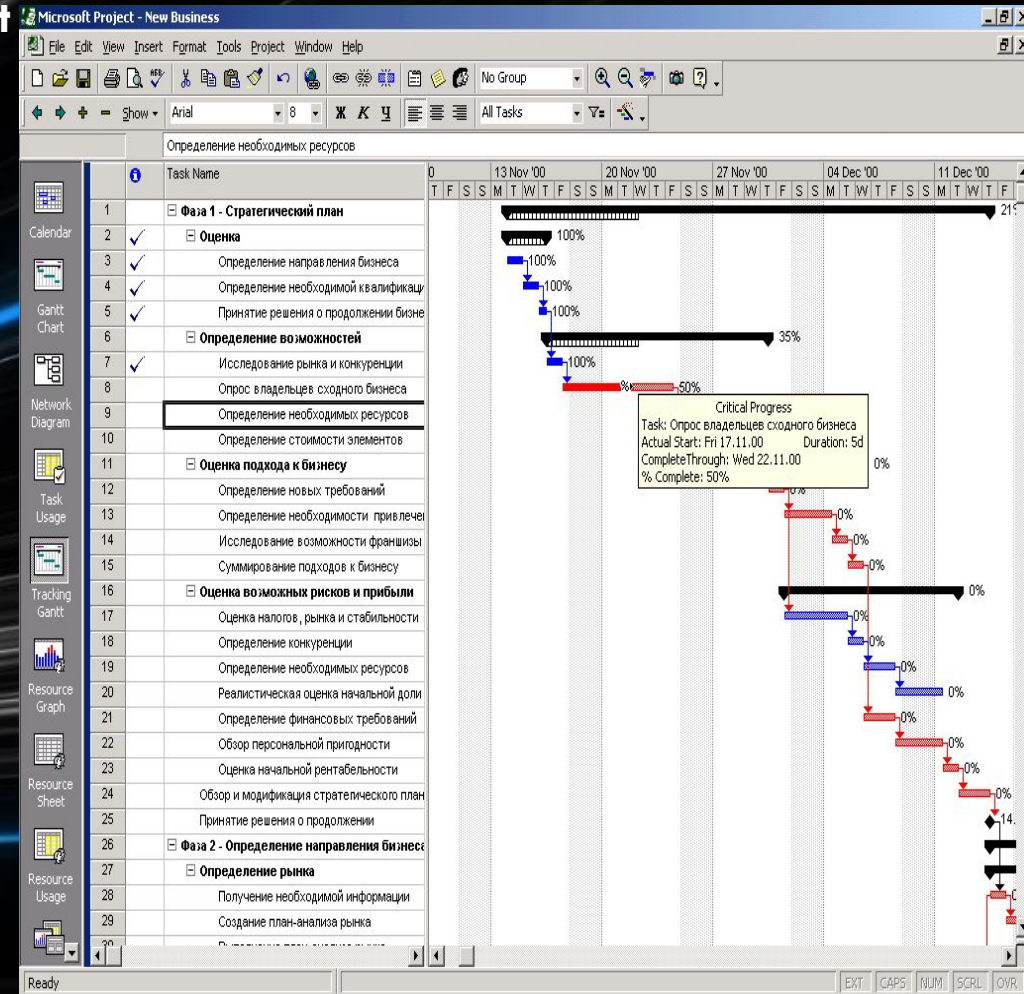 t
Microsoft Project - New Business
File Edit View Insert Format Tools Project Window Help
No Group
Show Arial 8 Ж К Ч All Tasks
Определение необходимых ресурсов
Task Name
0 13 Nov '00 20 Nov '00 27 Nov '00 04 Dec '00 11 Dec '00
T F S S M T W T F S S M T W T F S S M T W T F S S M T W T F S S M T W T F
1 Фаза 1 - Стратегический план 21%
2 Оценка 100%
3 Определение направления бизнеса 100%
4 Определение необходимой квалификаци 100%
5 Принятие решения о продолжении бизне 100%
6 Определение возможностей 35%
7 Исследование рынка и конкуренции 100%
8 Опрос владельцев сходного бизнеса % 50%
9 Определение необходимых ресурсов
10 Определение стоимости элементов
11 Оценка подхода к бизнесу 0%
12 Определение новых требований 0%
13 Определение необходимости привлече 0%
14 Исследование возможности франшизы 0%
15 Суммирование подходов к бизнесу 0%
16 Оценка возможных рисков и прибыли 0%
17 Оценка налогов, рынка и стабильности 0%
18 Определение конкуренции 0%
19 Определение необходимых ресурсов 0%
20 Реалистическая оценка начальной доли 0%
21 Определение финансовых требований 0%
22 Обзор персональной пригодности 0%
23 Оценка начальной рентабельности 0%
24 Обзор и модификация стратегического план 0%
25 Принятие решения о продолжении 14.
26 Фаза 2 - Определение направления бизнеса
27 Определение рынка
28 Получение необходимой информации
29 Создание план-анализа рынка
Critical Progress
Task: Опрос владельцев сходного бизнеса
Actual Start: Fri 17.11.00 Duration: 5d
CompleteThrough: Wed 22.11.00
% Complete: 50%
Calendar
Gantt
Chart
Network
Diagram
Task
Usage
Tracking
Gantt
Resource
Graph
Resource
Sheet
Resource
Usage
Ready
EXT CAPS NUM SCRL OVR